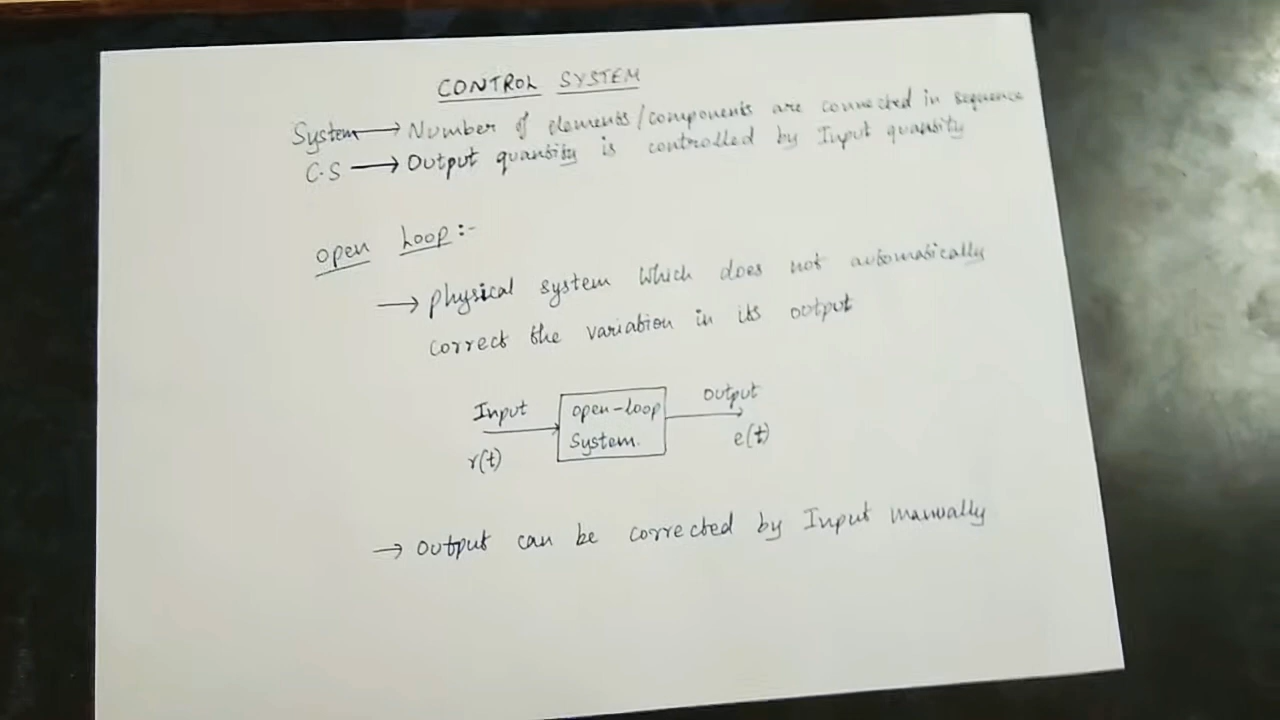 CONTROL SYSTEM
System → Number of elements/components are connected in sequence
C.S → Output quantity is controlled by Input quantity
Open Loop :-
→ physical system which does not automatically
correct the variation in its output
Input
r(t)
open-loop
System.
output
e(t)
→ output can be corrected by Input manually